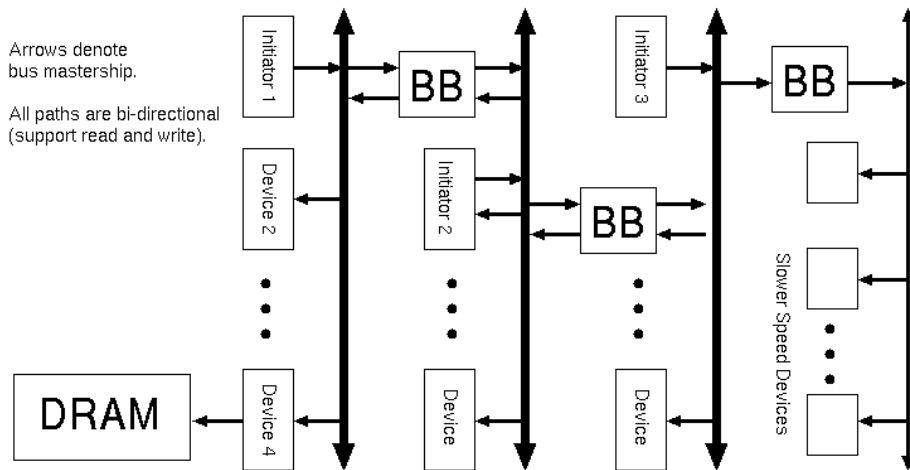 Arrows denote
bus mastership.
All paths are bi-directional
(support read and write).
Initiator 1
BB
Initiator 3
BB
Device 2
Initiator 2
BB
Slower Speed Devices
DRAM
Device 4
Device
Device